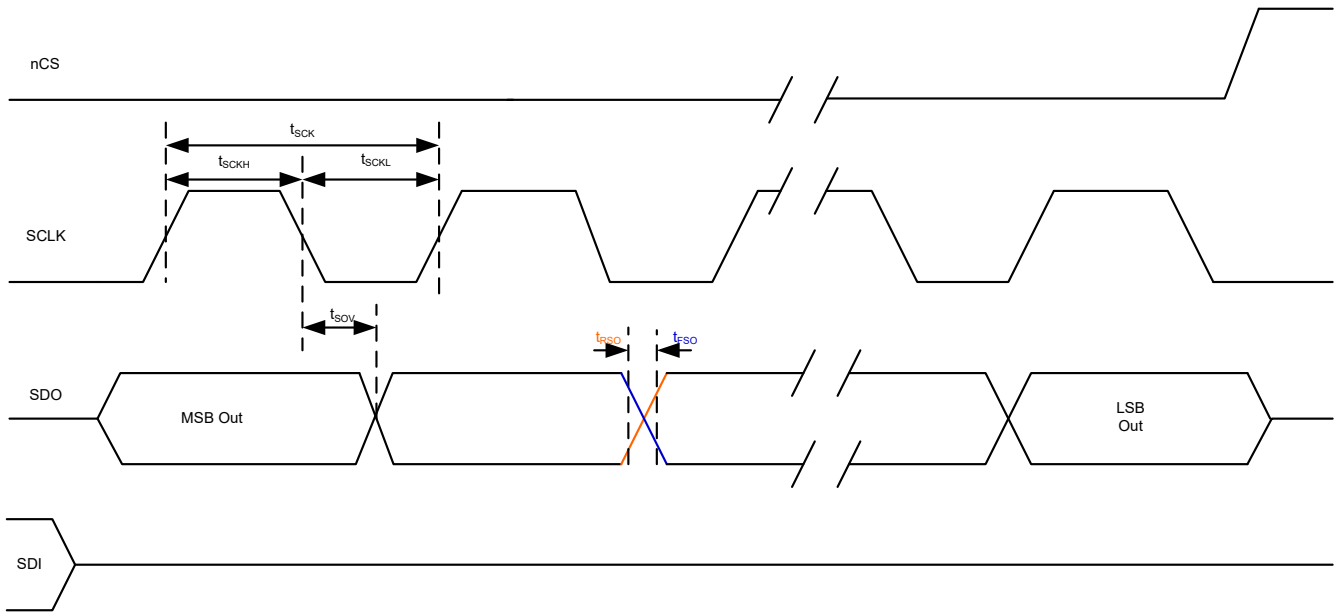 nCS
tSCK
tSCKH
tSCKL
SCLK
tSOV
tRSO
tFSO
SDO
MSB Out
LSB
Out
SDI